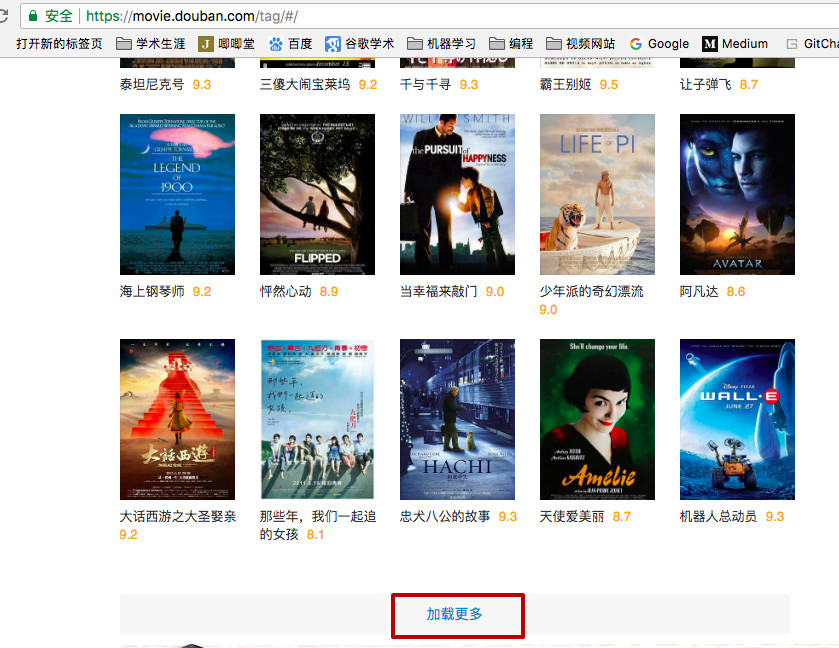 安全 https://movie.douban.com/tag/#/
打开新的标签页 学术生涯 J 唧唧堂 百度 谷歌学术 机器学习 编程 视频网站 Google M Medium GitCha
泰坦尼克号 9.3 三傻大闹宝莱坞 9.2 千与千寻 9.3 霸王别姬 9.5 让子弹飞 8.7
THE
LEGEND
OF
1900
FLIPPED
WILL SMITH
the PURSUIT of
HAPPYNESS
LIFE OF PI
AVATAR
海上钢琴师 9.2 怦然心动 8.9 当幸福来敲门 9.0 少年派的奇幻漂流 阿凡达 8.6
9.0
大话西游
那些年,
我們一起追的
女孩。
九把刀
HACHI
She'll change your life.
Amélie
Disney PIXAR
WALL·E
JUNE 27
大话西游之大圣娶亲 那些年，我们一起追 忠犬八公的故事 9.3 天使爱美丽 8.7 机器人总动员 9.3
9.2 的女孩 8.1
加载更多